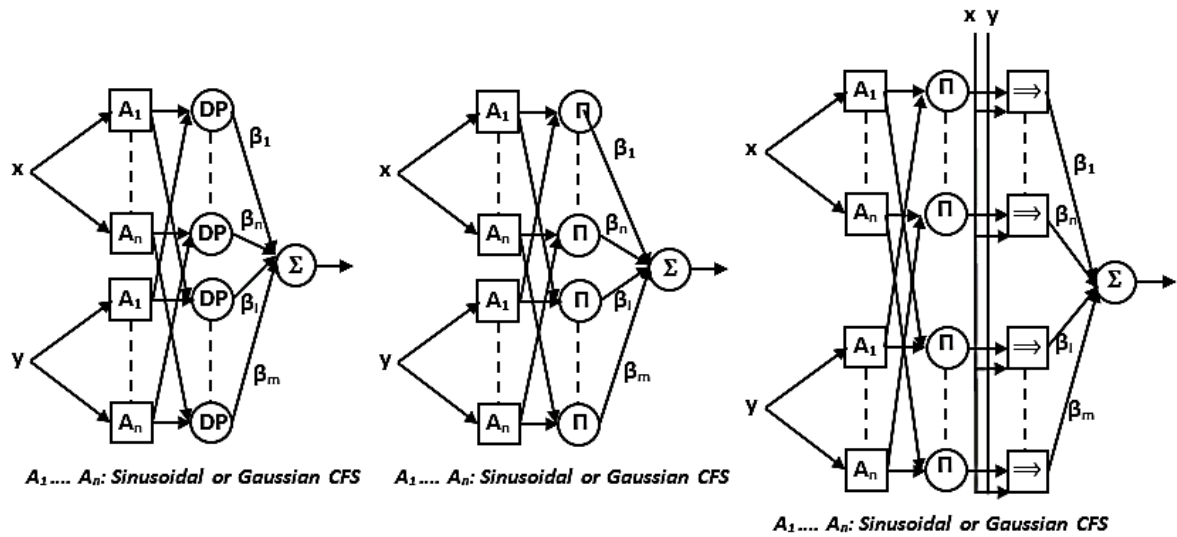 x y
A₁ DP β₁
x
Aₙ DP βₙ
Σ
A₁ DP βₗ
y
βₘ
Aₙ DP
A₁ .... Aₙ: Sinusoidal or Gaussian CFS
A₁ Π β₁
x
Aₙ Π βₙ
Σ
A₁ Π βₗ
y
βₘ
Aₙ Π
A₁ .... Aₙ: Sinusoidal or Gaussian CFS
A₁ Π ⇒
x
β₁
Aₙ Π ⇒ βₙ
Σ
A₁ Π ⇒ βₗ
y
βₘ
Aₙ Π ⇒
A₁ .... Aₙ: Sinusoidal or Gaussian CFS